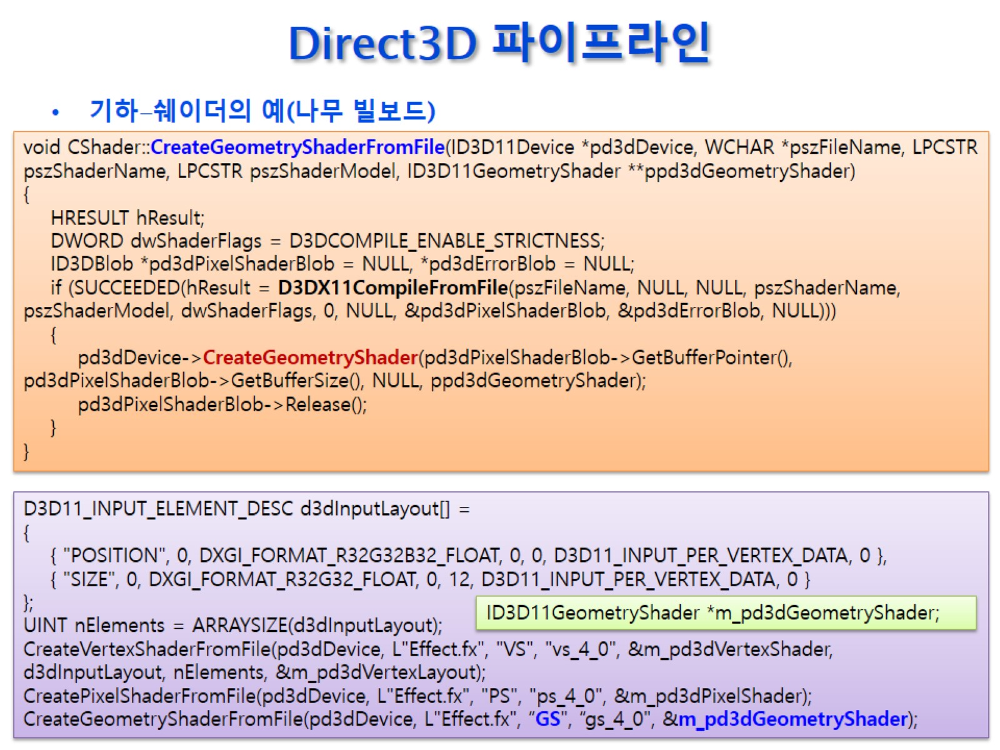 Direct3D 파이프라인
• 기하–쉐이더의 예(나무 빌보드)
void CShader::CreateGeometryShaderFromFile(ID3D11Device *pd3dDevice, WCHAR *pszFileName, LPCSTR
pszShaderName, LPCSTR pszShaderModel, ID3D11GeometryShader **ppd3dGeometryShader)
{
HRESULT hResult;
DWORD dwShaderFlags = D3DCOMPILE_ENABLE_STRICTNESS;
ID3DBlob *pd3dPixelShaderBlob = NULL, *pd3dErrorBlob = NULL;
if (SUCCEEDED(hResult = D3DX11CompileFromFile(pszFileName, NULL, NULL, pszShaderName,
pszShaderModel, dwShaderFlags, 0, NULL, &pd3dPixelShaderBlob, &pd3dErrorBlob, NULL)))
{
pd3dDevice->CreateGeometryShader(pd3dPixelShaderBlob->GetBufferPointer(),
pd3dPixelShaderBlob->GetBufferSize(), NULL, ppd3dGeometryShader);
pd3dPixelShaderBlob->Release();
}
}
D3D11_INPUT_ELEMENT_DESC d3dInputLayout[] =
{
{ "POSITION", 0, DXGI_FORMAT_R32G32B32_FLOAT, 0, 0, D3D11_INPUT_PER_VERTEX_DATA, 0 },
{ "SIZE", 0, DXGI_FORMAT_R32G32_FLOAT, 0, 12, D3D11_INPUT_PER_VERTEX_DATA, 0 }
};
ID3D11GeometryShader *m_pd3dGeometryShader;
UINT nElements = ARRAYSIZE(d3dInputLayout);
CreateVertexShaderFromFile(pd3dDevice, L"Effect.fx", "VS", "vs_4_0", &m_pd3dVertexShader,
d3dInputLayout, nElements, &m_pd3dVertexLayout);
CreatePixelShaderFromFile(pd3dDevice, L"Effect.fx", "PS", "ps_4_0", &m_pd3dPixelShader);
CreateGeometryShaderFromFile(pd3dDevice, L"Effect.fx", “GS", “gs_4_0", &m_pd3dGeometryShader);